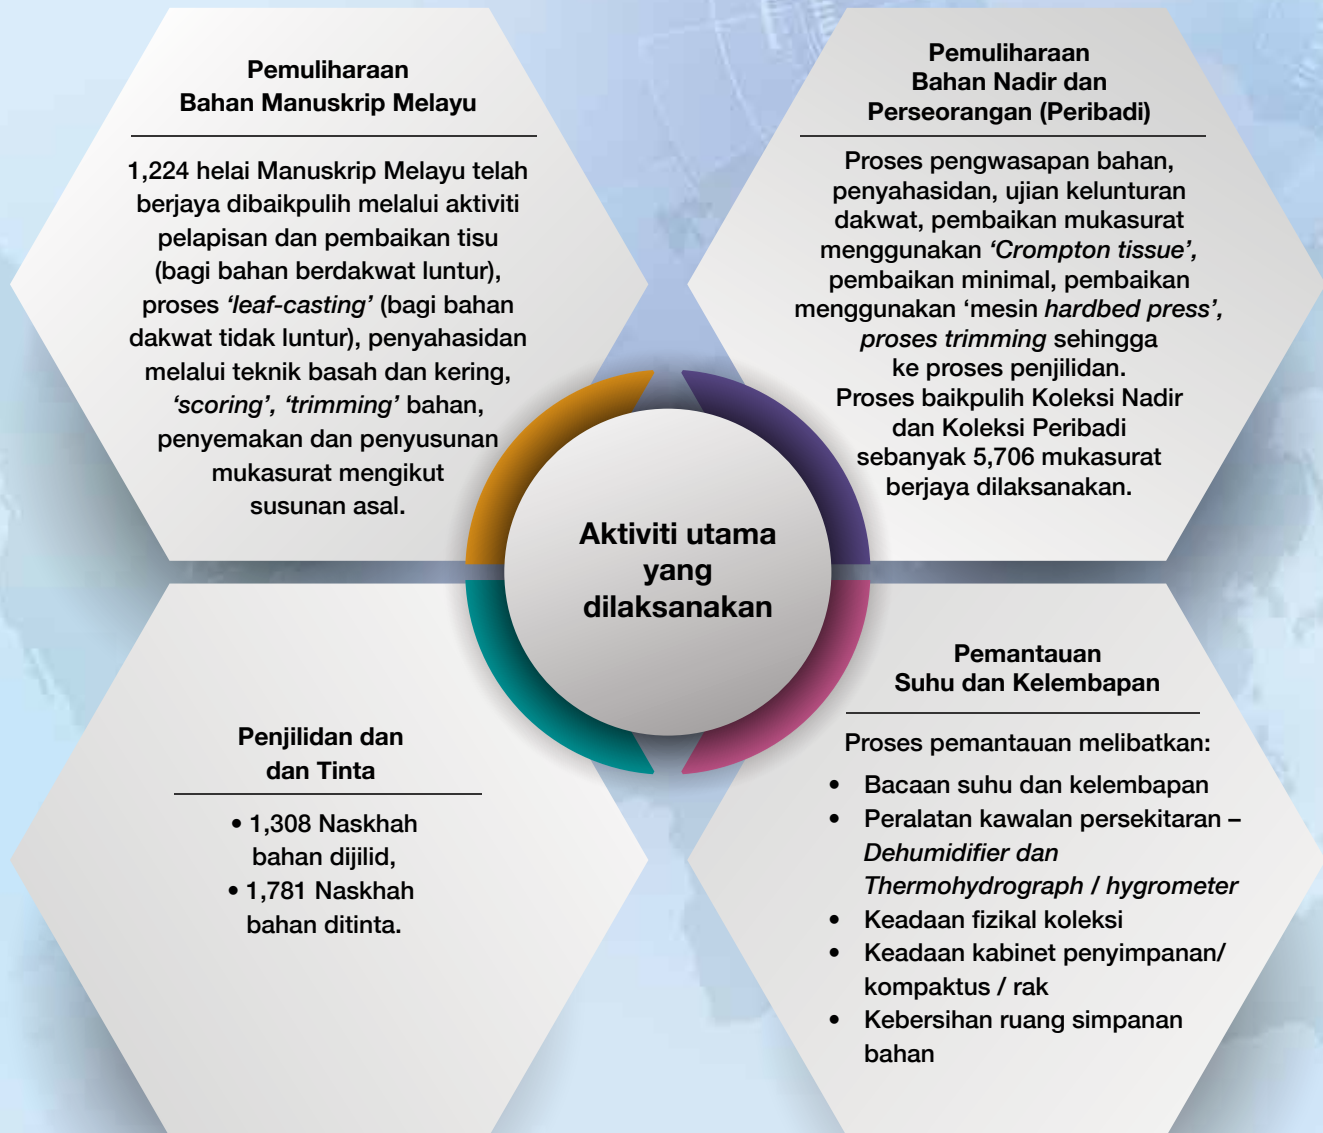 Pemuliharaan
Bahan Manuskrip Melayu
1,224 helai Manuskrip Melayu telah
berjaya dibaikpulih melalui aktiviti
pelapisan dan pembaikan tisu
(bagi bahan berdakwat luntur),
proses ‘leaf-casting’ (bagi bahan
dakwat tidak luntur), penyahasidan
melalui teknik basah dan kering,
‘scoring’, ‘trimming’ bahan,
penyemakan dan penyusunan
mukasurat mengikut
susunan asal.
Pemuliharaan
Bahan Nadir dan
Perseorangan (Peribadi)
Proses pengwasapan bahan,
penyahasidan, ujian kelunturan
dakwat, pembaikan mukasurat
menggunakan ‘Crompton tissue’,
pembaikan minimal, pembaikan
menggunakan ‘mesin hardbed press’,
proses trimming sehingga
ke proses penjilidan.
Proses baikpulih Koleksi Nadir
dan Koleksi Peribadi
sebanyak 5,706 mukasurat
berjaya dilaksanakan.
Aktiviti utama
yang
dilaksanakan
Penjilidan dan
dan Tinta
• 1,308 Naskhah
bahan dijilid,
• 1,781 Naskhah
bahan ditinta.
Pemantauan
Suhu dan Kelembapan
Proses pemantauan melibatkan:
• Bacaan suhu dan kelembapan
• Peralatan kawalan persekitaran –
Dehumidifier dan
Thermohydrograph / hygrometer
• Keadaan fizikal koleksi
• Keadaan kabinet penyimpanan/
kompaktus / rak
• Kebersihan ruang simpanan
bahan